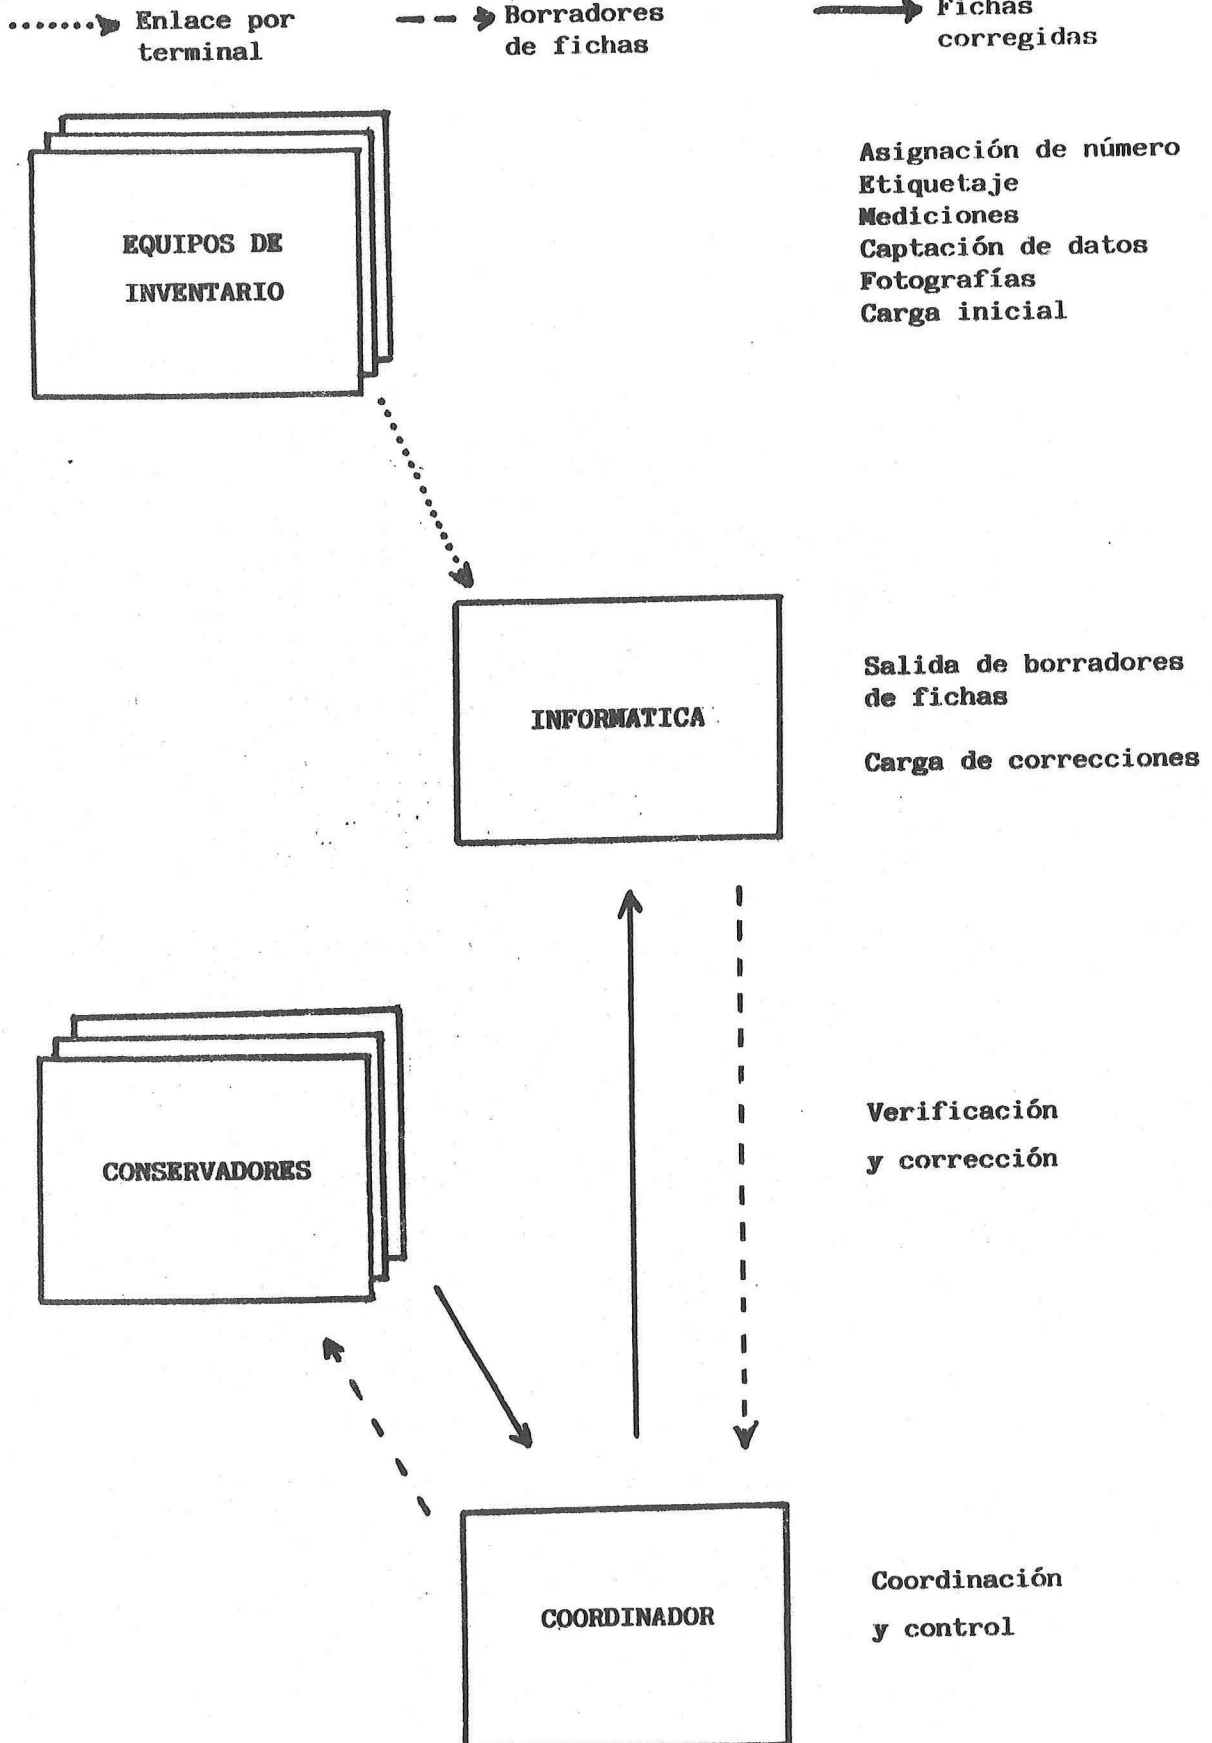 Enlace por
terminal
Borradores
de fichas
Fichas
corregidas
EQUIPOS DE
INVENTARIO
Asignación de número
Etiquetaje
Mediciones
Captación de datos
Fotografías
Carga inicial
INFORMATICA
Salida de borradores
de fichas
Carga de correcciones
CONSERVADORES
Verificación
y corrección
COORDINADOR
Coordinación
y control